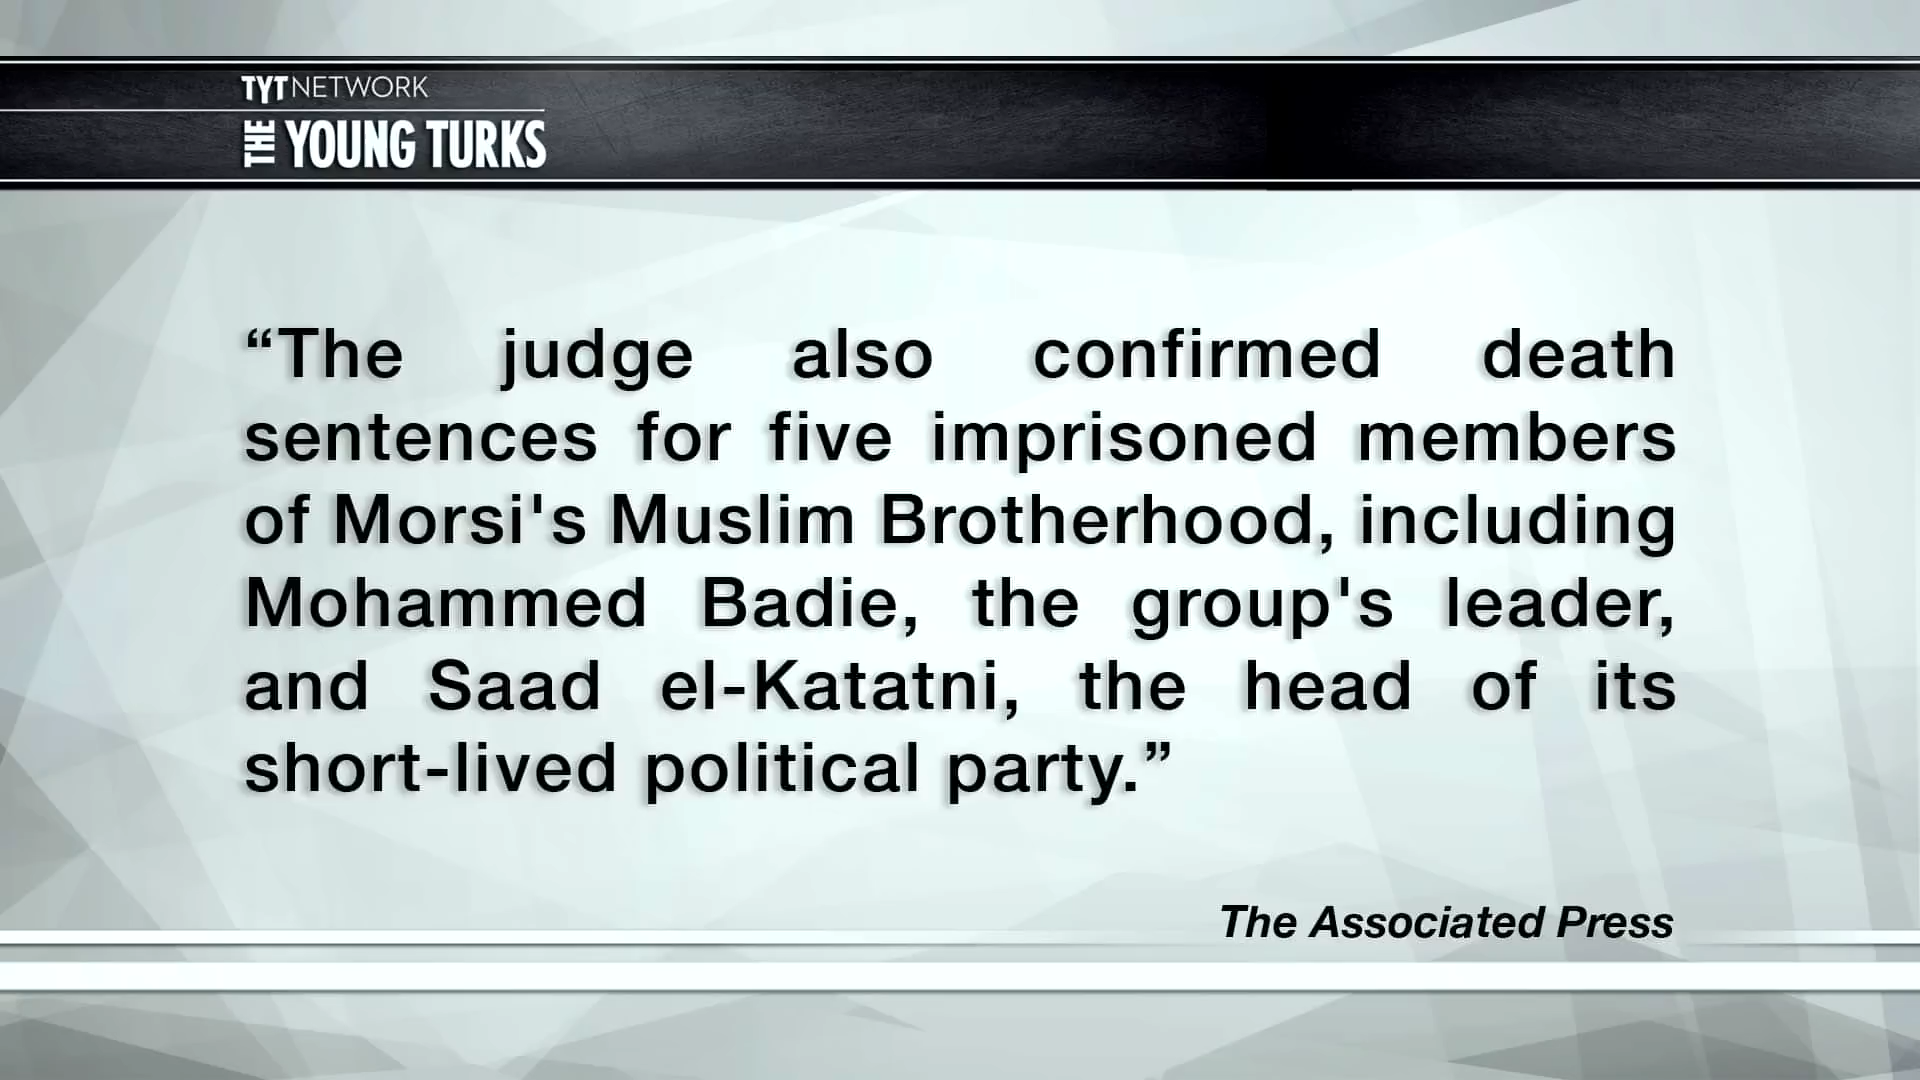 TYTNETWORK
THE YOUNG TURKS
“The judge also confirmed death
sentences for five imprisoned members
of Morsi's Muslim Brotherhood, including
Mohammed Badie, the group's leader,
and Saad el-Katatni, the head of its
short-lived political party.”
The Associated Press